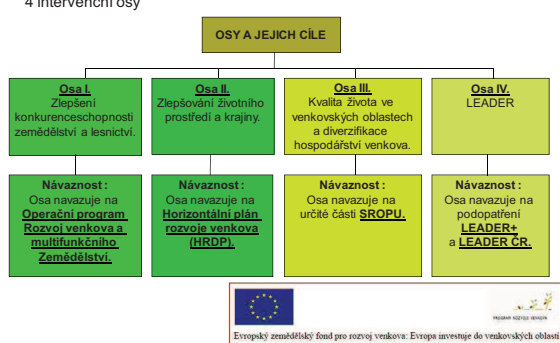 4 intervenční osy
OSY A JEJICH CÍLE
Osa I.
Zlepšení
konkurenceschopnosti
zemědělství a lesnictví.
Osa II.
Zlepšování životního
prostředí a krajiny.
Osa III.
Kvalita života ve
venkovských oblastech
a diverzifikace
hospodářství venkova.
Osa IV.
LEADER
Návaznost :
Osa navazuje na
Operační program
Rozvoj venkova a
multifunkčního
Zemědělství.
Návaznost :
Osa navazuje na
Horizontální plán
rozvoje venkova
(HRDP).
Návaznost :
Osa navazuje na
určité části SROPU.
Návaznost :
Osa navazuje na
podopatření
LEADER+
a LEADER ČR.
PROGRAM ROZVOJE VENKOVA
Evropský zemědělský fond pro rozvoj venkova: Evropa investuje do venkovských oblastí